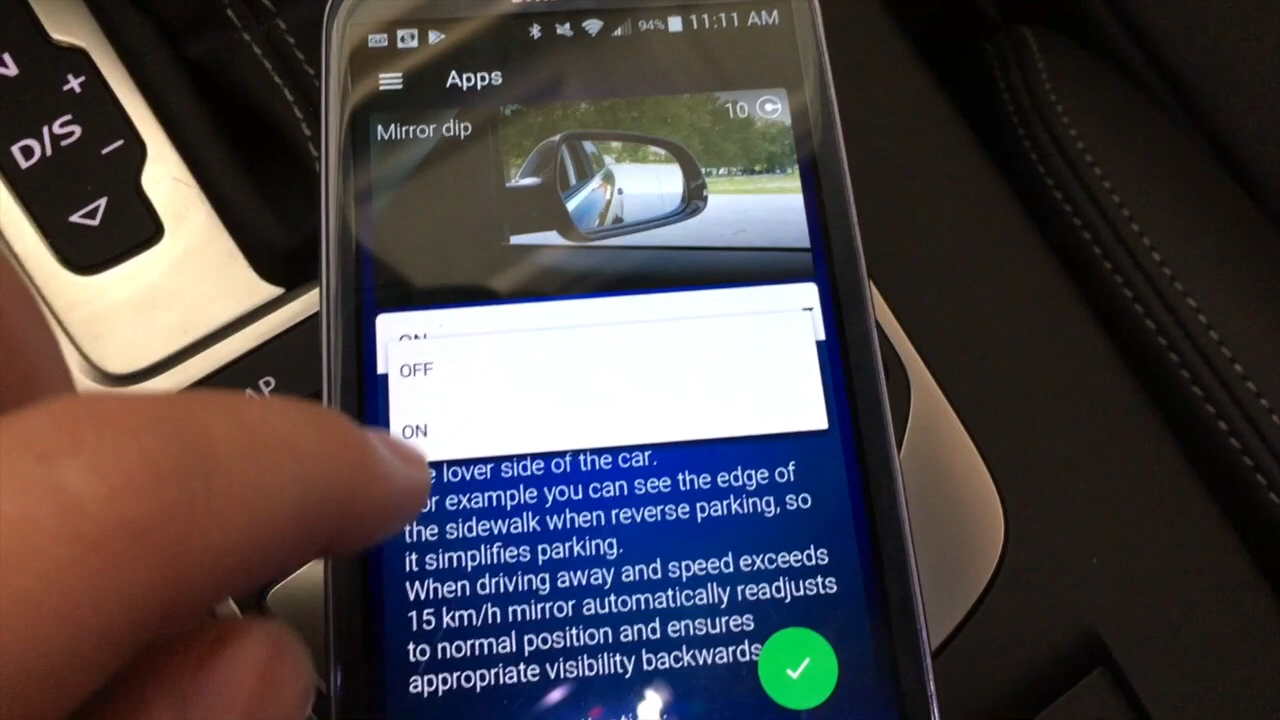 94% 11:11 AM
Apps
Mirror dip
10
+
D/S
−
ON
OFF
ON
lover side of the car.
example you can see the edge of
the sidewalk when reverse parking, so
it simplifies parking.
When driving away and speed exceeds
15 km/h mirror automatically readjusts
to normal position and ensures
appropriate visibility backwards